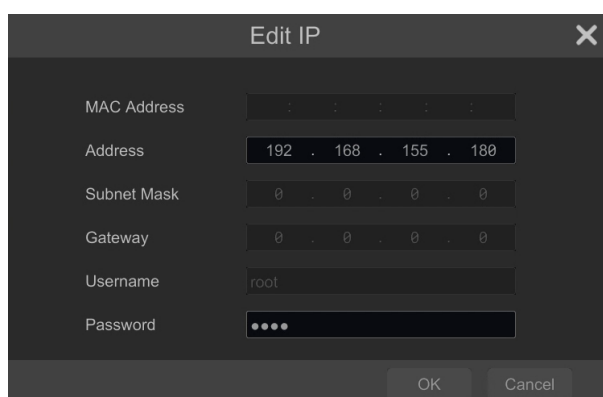 Edit IP
MAC Address : : : : :
Address 192 . 168 . 155 . 180
Subnet Mask 0 . 0 . 0 . 0
Gateway 0 . 0 . 0 . 0
Username root
Password ●●●●
OK Cancel